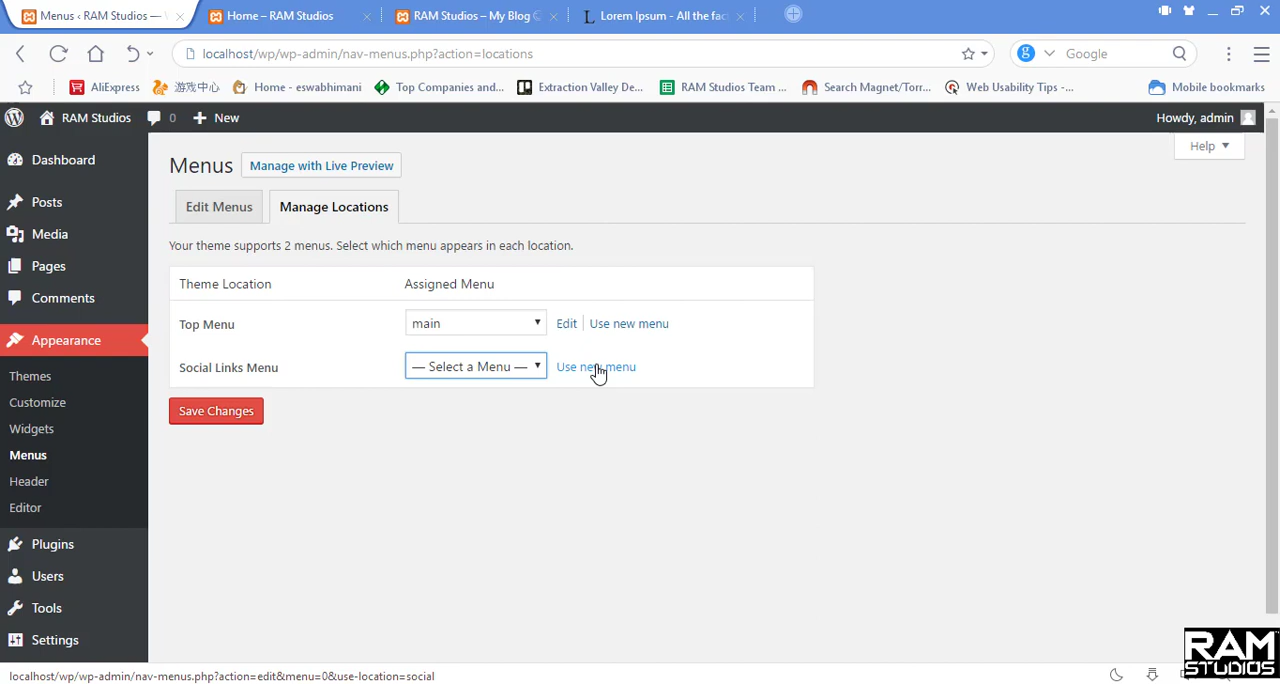 Menus ‹ RAM Studios —
Home – RAM Studios
RAM Studios – My Blog
Lorem Ipsum - All the fac
localhost/wp/wp-admin/nav-menus.php?action=locations
g
Google
AliExpress
游戏中心
Home - eswabhimani
Top Companies and...
Extraction Valley De...
RAM Studios Team ...
Search Magnet/Torr...
Web Usability Tips -...
Mobile bookmarks
RAM Studios
0
New
Howdy, admin
Help
Dashboard
Posts
Media
Pages
Comments
Appearance
Themes
Customize
Widgets
Menus
Header
Editor
Plugins
Users
Tools
Settings
Menus
Manage with Live Preview
Edit Menus
Manage Locations
Your theme supports 2 menus. Select which menu appears in each location.
Theme Location
Assigned Menu
Top Menu
main
Edit
Use new menu
Social Links Menu
— Select a Menu —
Use new menu
Save Changes
localhost/wp/wp-admin/nav-menus.php?action=edit&menu=0&use-location=social
RAM
STUDIOS